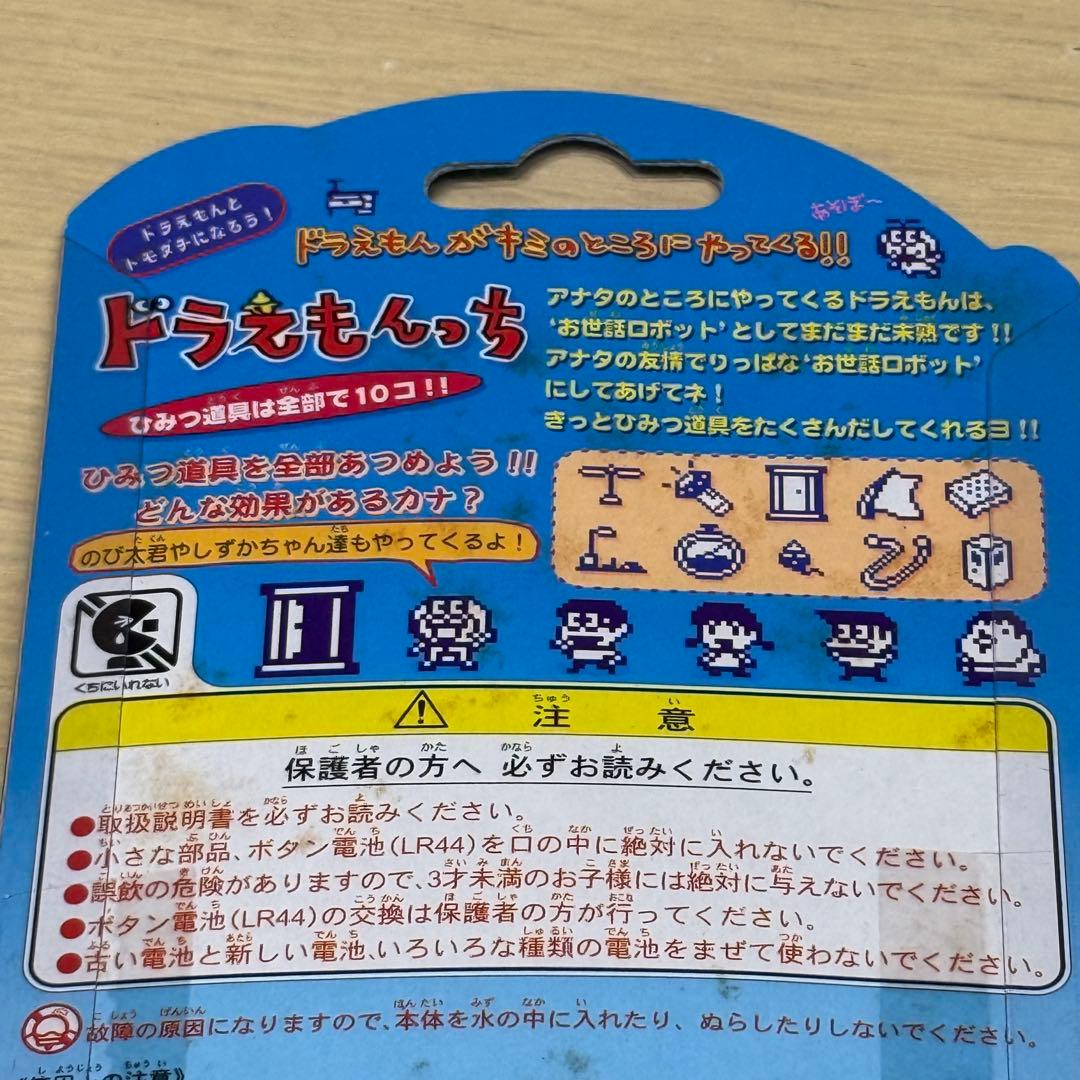 ドラえもんと
トモダチになろう!
あそぼ〜
ドラえもんがキミのところにやってくる!!
ドラえもんっち
アナタのところにやってくるドラえもんは、
'お世話ロボット'としてまだまだ未熟です!!
アナタの友情でりっぱな'お世話ロボット'
にしてあげてネ!
きっとひみつ道具をたくさんだしてくれるヨ!!
ひみつ道具は全部で10コ!!
ひみつ道具を全部あつめよう!!
どんな効果があるカナ?
のび太君やしずかちゃん達もやってくるよ!
くちにいれない
注意
保護者の方へ 必ずお読みください。
●取扱説明書を必ずお読みください。
●小さな部品、ボタン電池(LR44)を口の中に絶対に入れないでください。
●誤飲の危険がありますので、3才未満のお子様には絶対に与えないでください。
●ボタン電池(LR44)の交換は保護者の方が行ってください。
●古い電池と新しい電池、いろいろな種類の電池をまぜて使わないでください。
故障の原因になりますので、本体を水の中に入れたり、ぬらしたりしないでください。